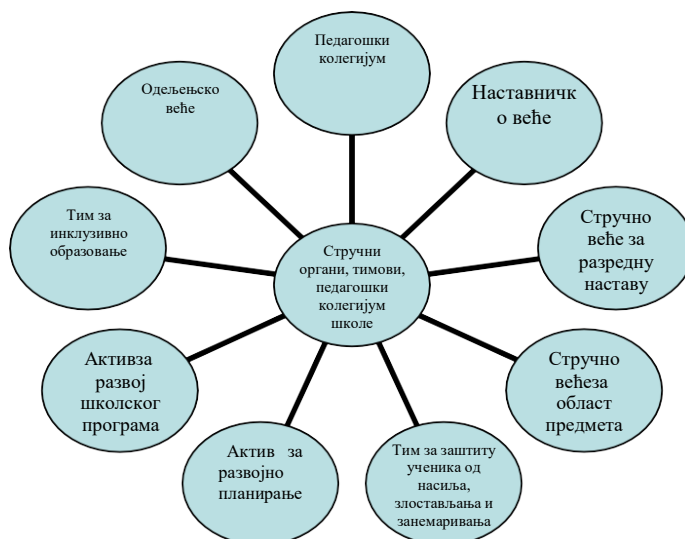 Педагошки
колегијум
Одељенско
веће
Наставничк
о веће
Тим за
инклузивно
образовање
Стручни
органи, тимови,
педагошки
колегијум
школе
Стручно
веће за
разредну
наставу
Активза
развој
школског
програма
Стручно
већеза
област
предмета
Актив за
развојно
планирање
Тим за заштиту
ученика од
насиља,
злостављања и
занемаривања